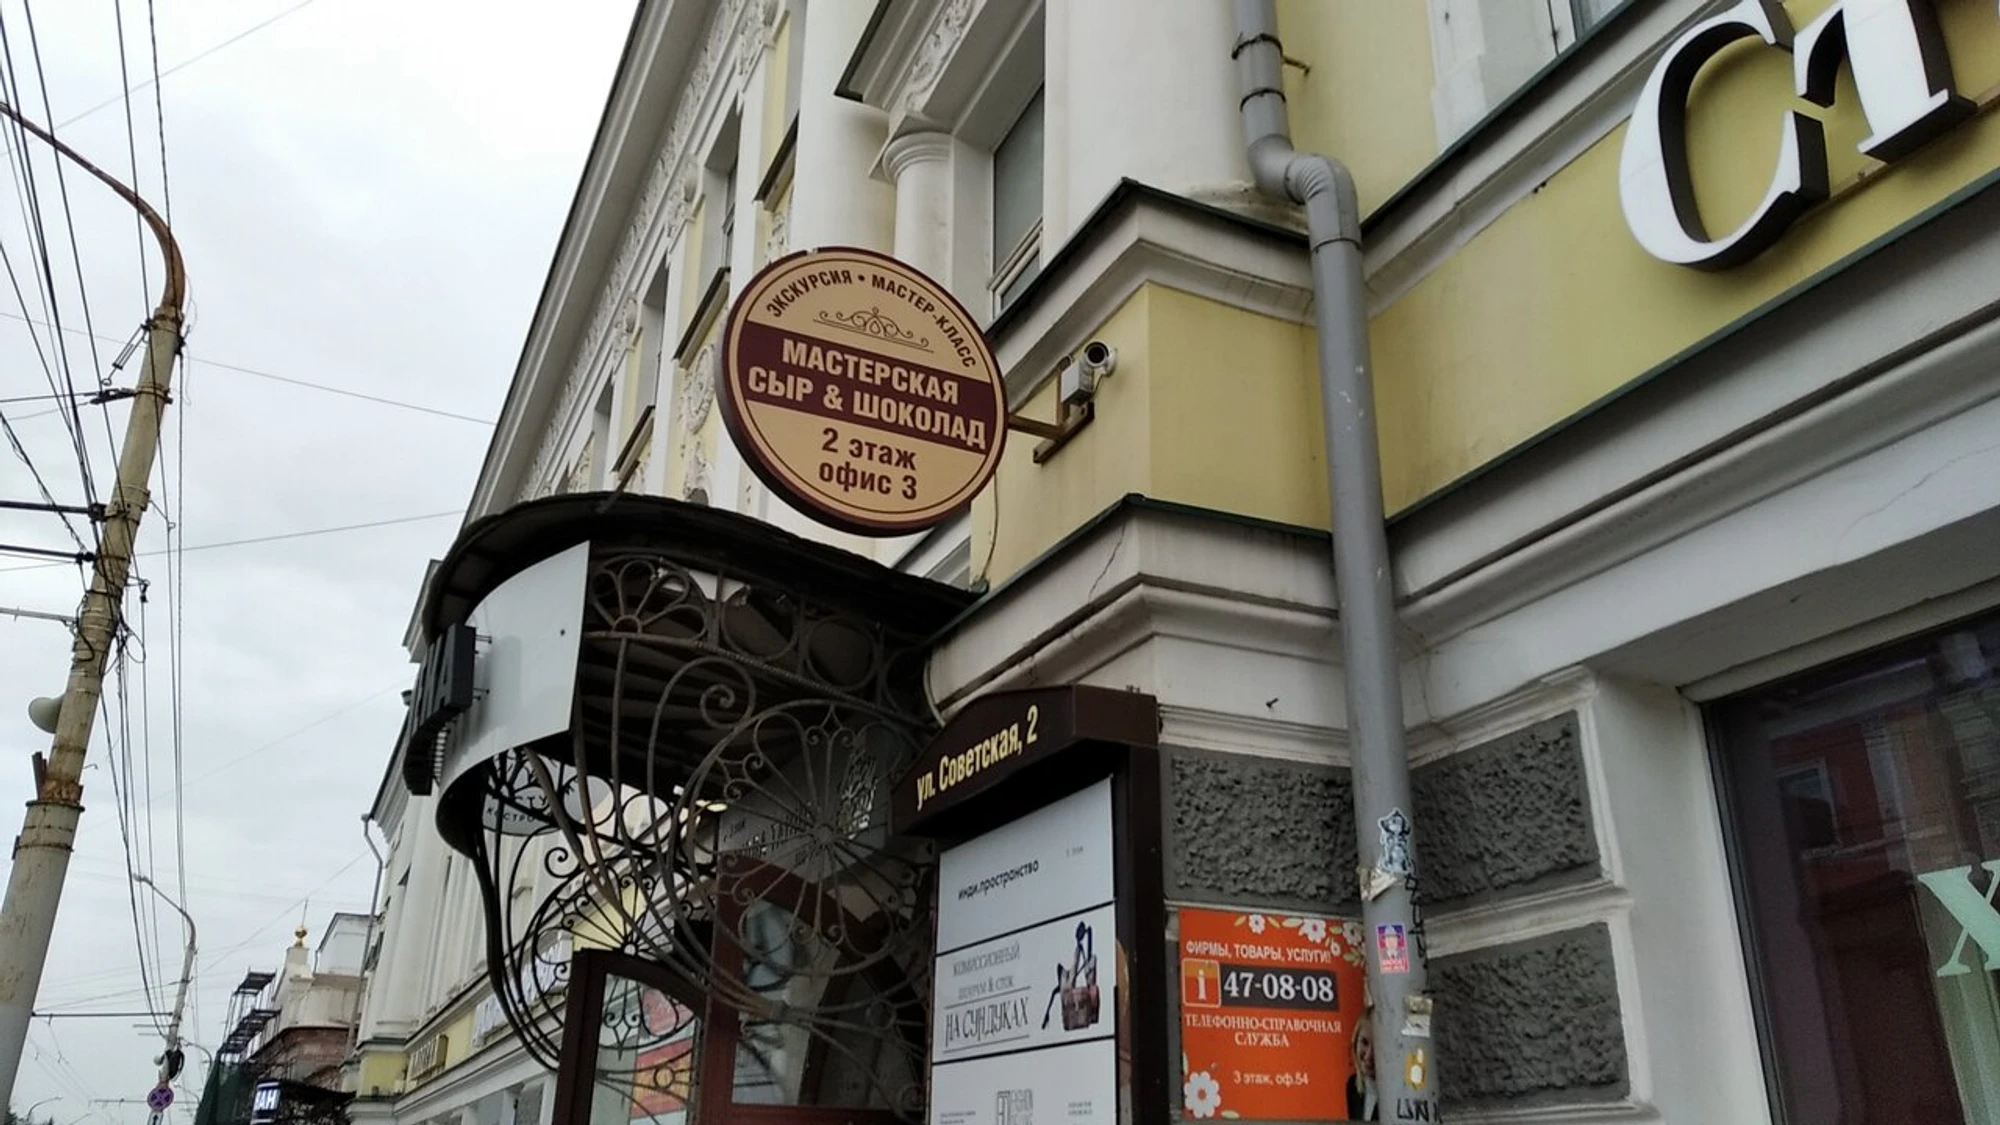 Ст
ЭКСКУРСИЯ • МАСТЕР-КЛАСС
МАСТЕРСКАЯ
СЫР & ШОКОЛАД
2 этаж
офис 3
ул. Советская, 2
инди.пространство
КОМИССИОННЫЙ
НА СУНДУКАХ
ФИРМЫ, ТОВАРЫ, УСЛУГИ!
i 47-08-08
ТЕЛЕФОННО-СПРАВОЧНАЯ
СЛУЖБА
3 этаж, оф.54
Х